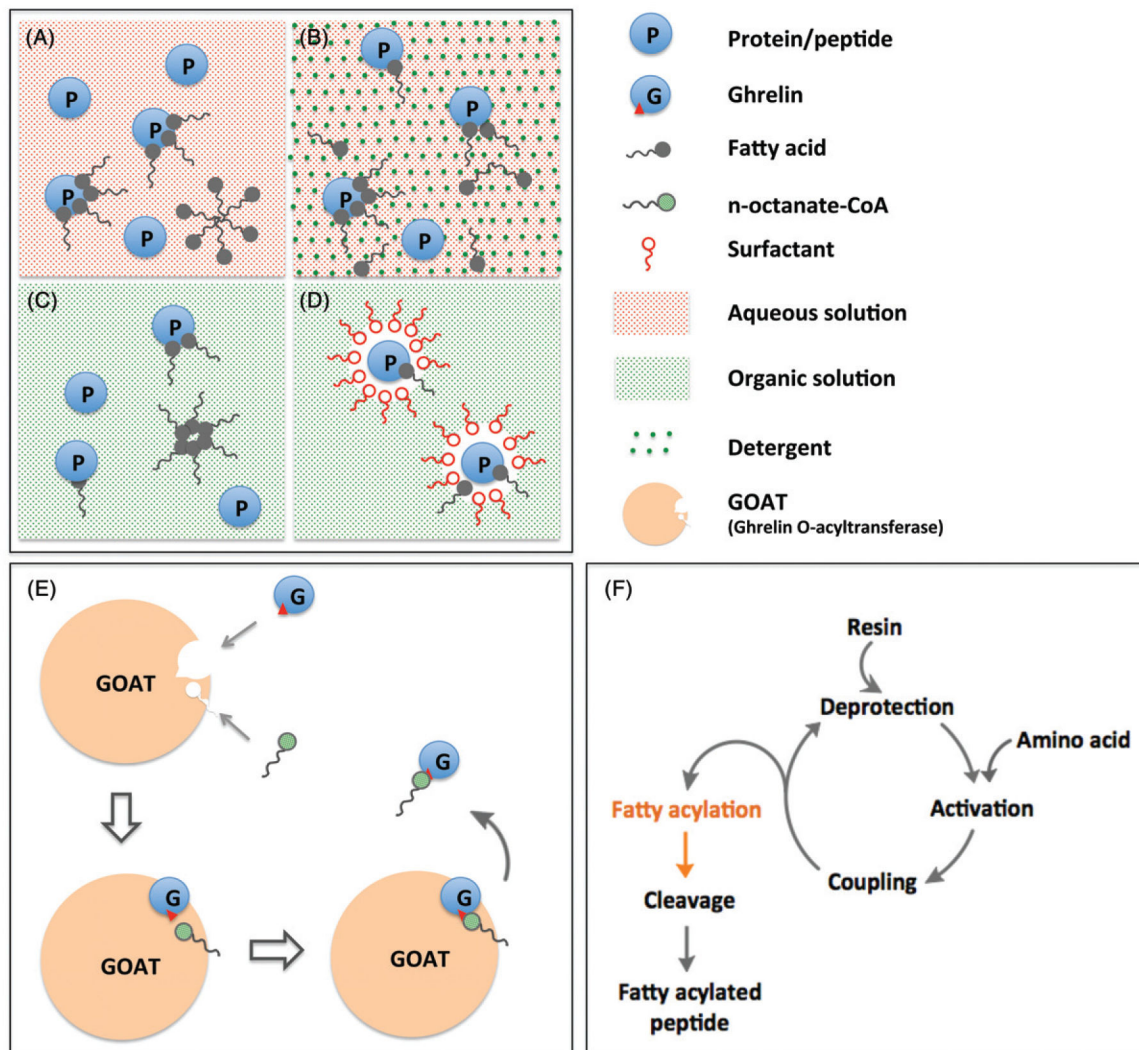 (A)
P
P
P
P
P
(B)
P
P
P
P
(C)
P
P
P
P
(D)
P
P
P
Protein/peptide
G
Ghrelin
Fatty acid
n-octanate-CoA
Surfactant
Aqueous solution
Organic solution
Detergent
GOAT
(Ghrelin O-acyltransferase)
(E)
G
GOAT
G
G
GOAT
G
GOAT
(F)
Resin
Deprotection
Amino acid
Activation
Coupling
Fatty acylation
Cleavage
Fatty acylated
peptide